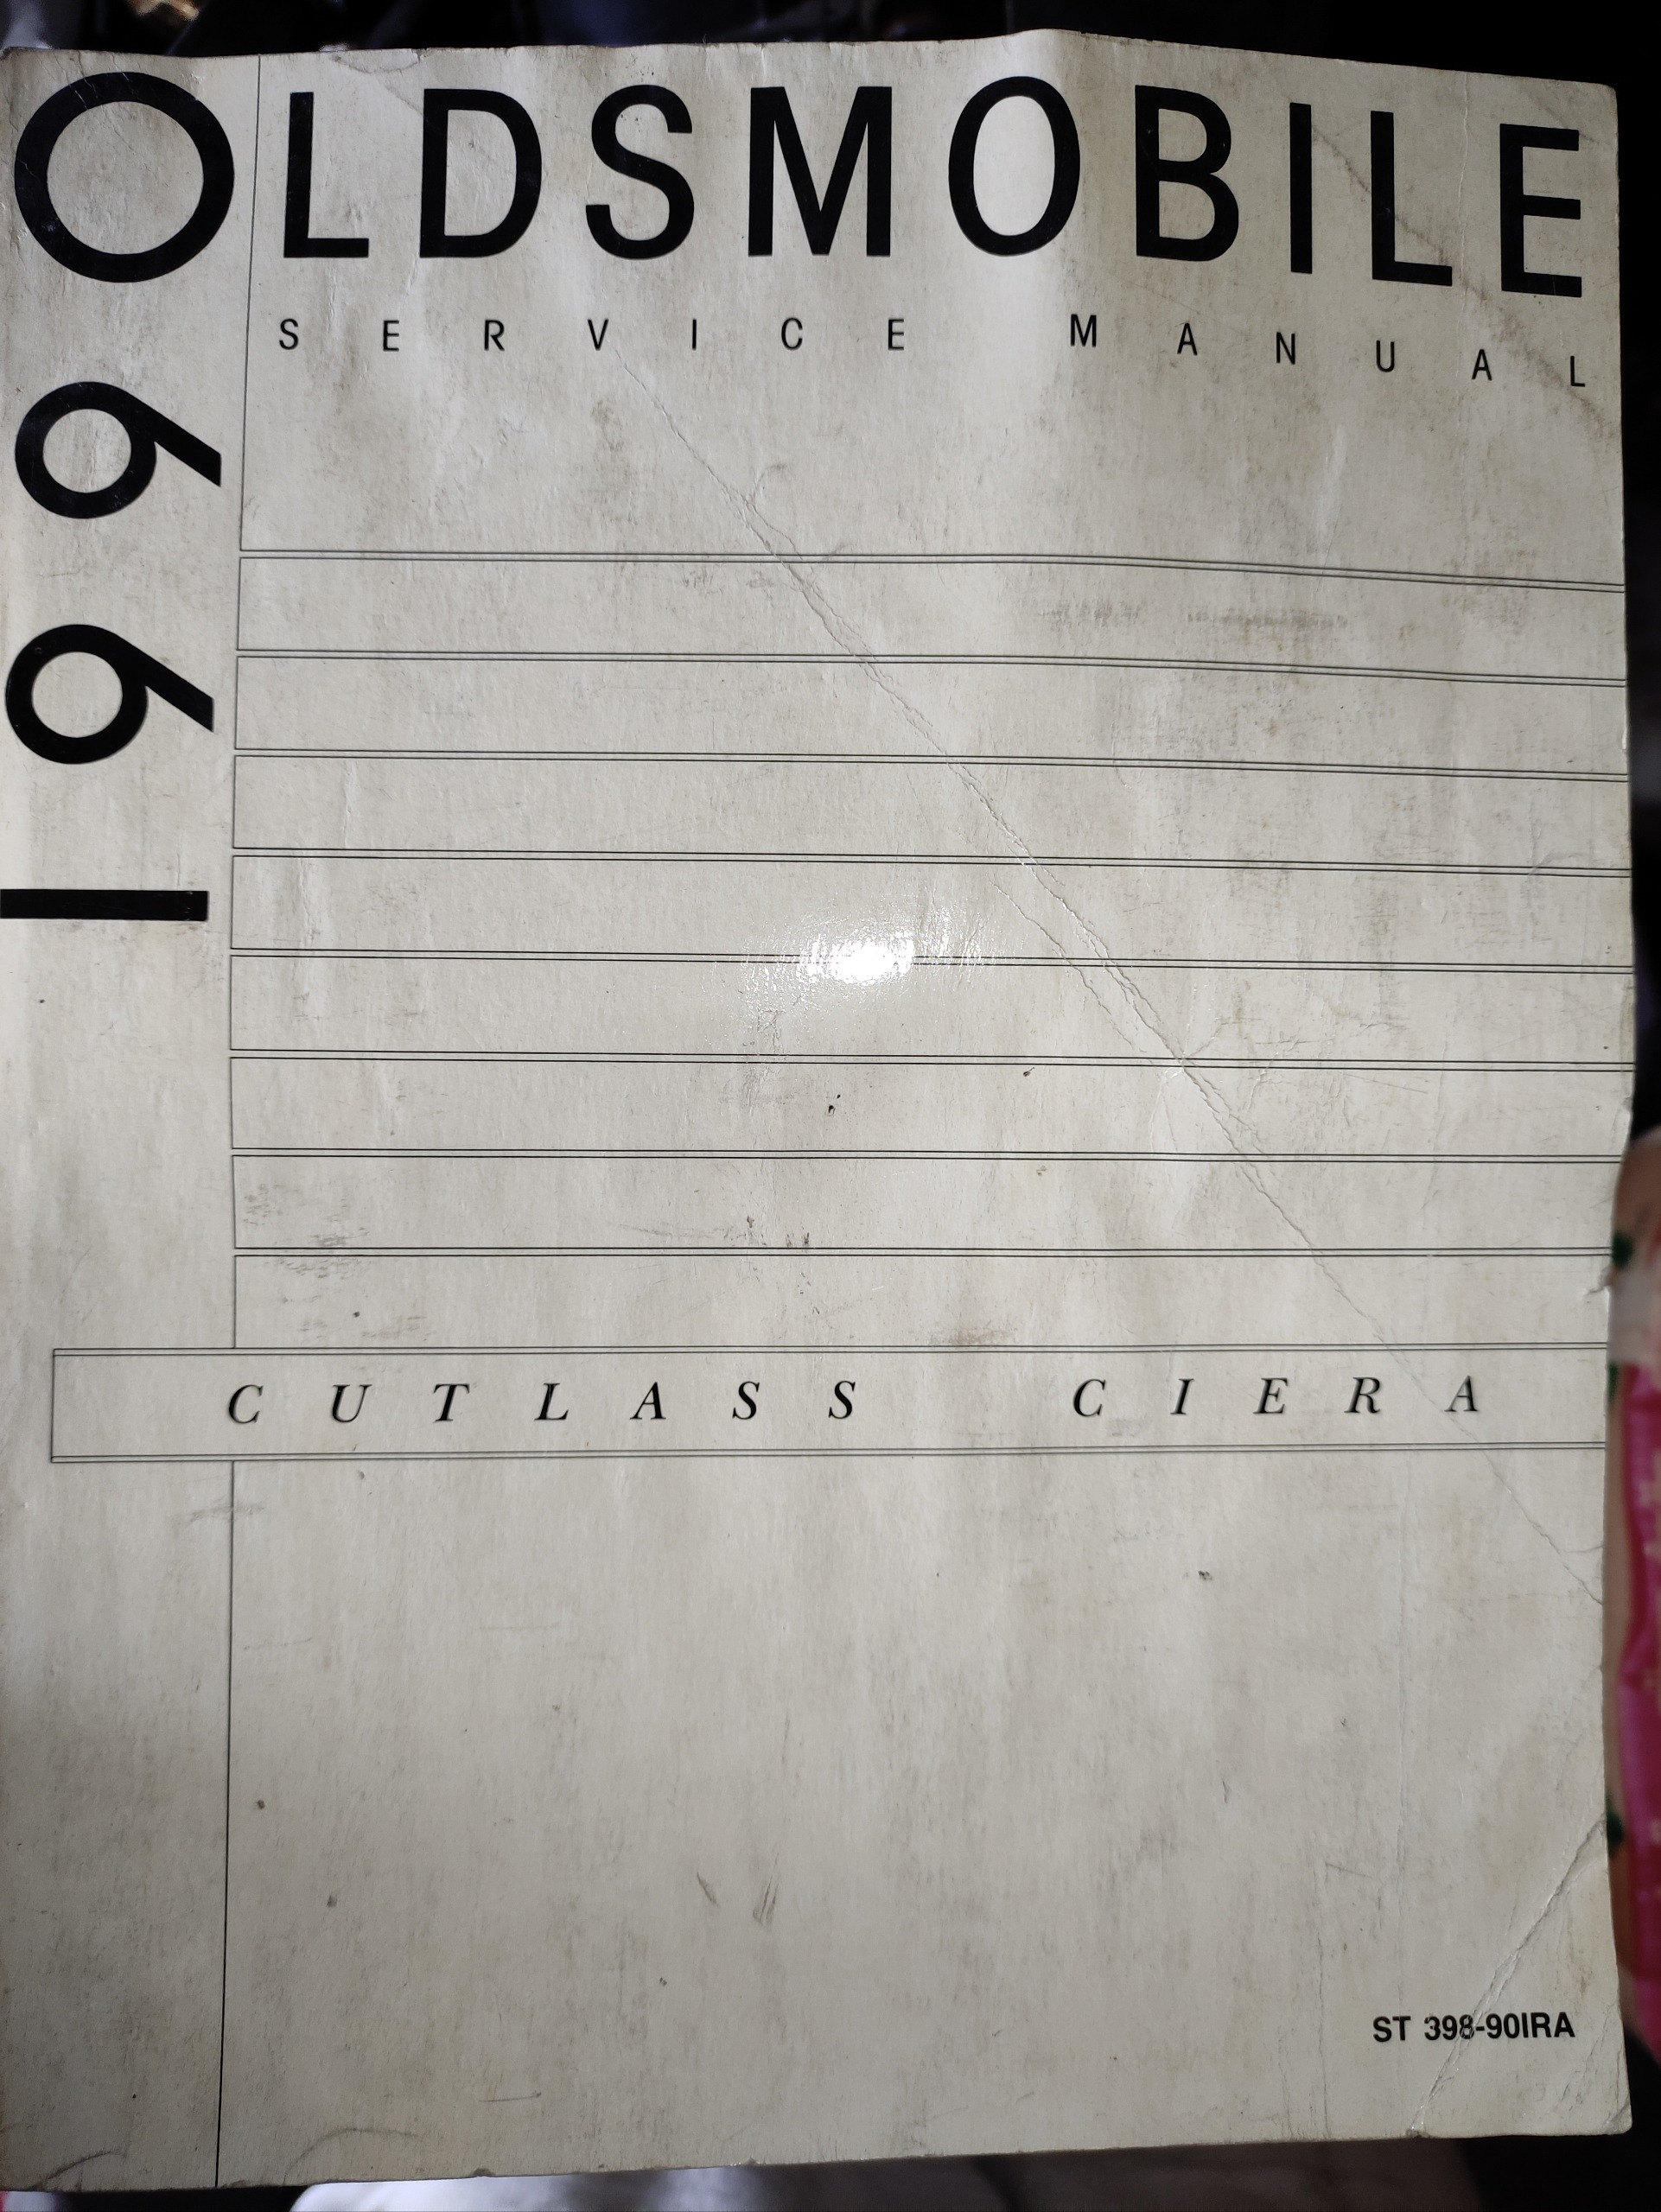 OLDSMOBILE
SERVICE MANUAL
1990
CUTLASS CIERA
ST 398-90IRA